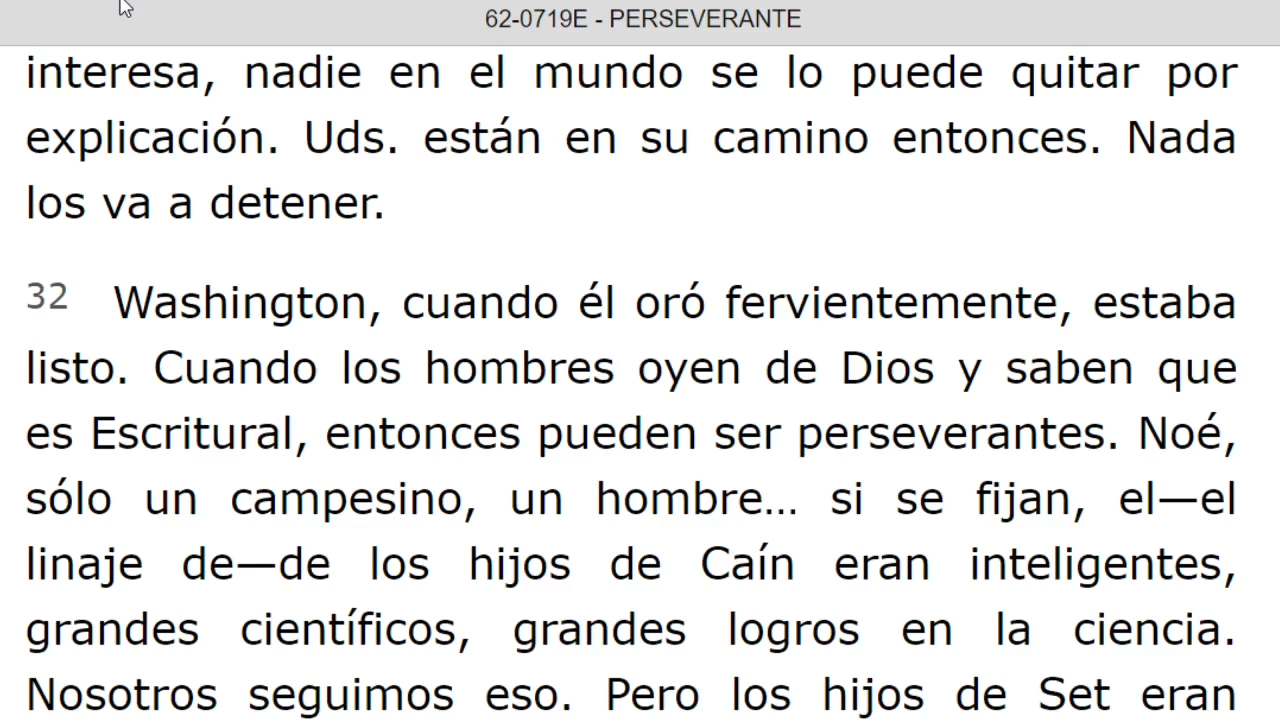 62-0719E - PERSEVERANTE
interesa, nadie en el mundo se lo puede quitar por
explicación. Uds. están en su camino entonces. Nada
los va a detener.
32 Washington, cuando él oró fervientemente, estaba
listo. Cuando los hombres oyen de Dios y saben que
es Escritural, entonces pueden ser perseverantes. Noé,
sólo un campesino, un hombre… si se fijan, el—el
linaje de—de los hijos de Caín eran inteligentes,
grandes científicos, grandes logros en la ciencia.
Nosotros seguimos eso. Pero los hijos de Set eran